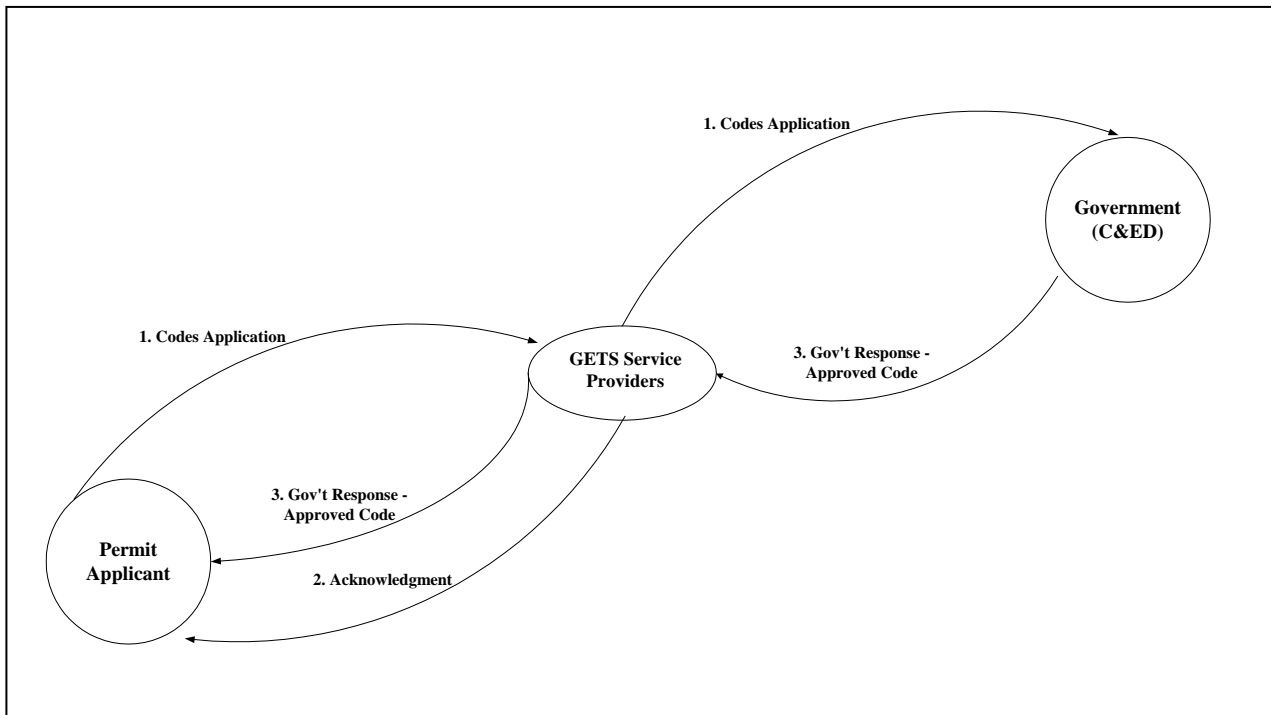 1. Codes Application
Government
(C&ED)
1. Codes Application
GETS Service
Providers
3. Gov't Response -
Approved Code
3. Gov't Response -
Approved Code
Permit
Applicant
2. Acknowledgment